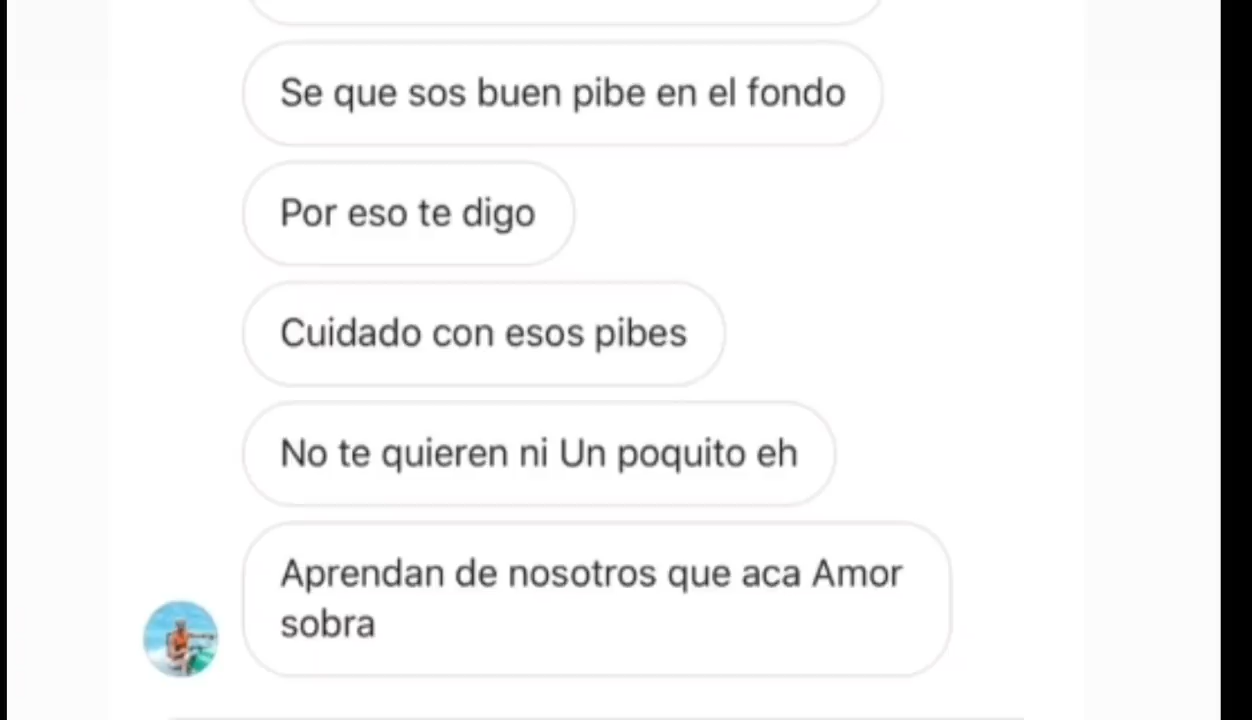 Se que sos buen pibe en el fondo
Por eso te digo
Cuidado con esos pibes
No te quieren ni Un poquito eh
Aprendan de nosotros que aca Amor
sobra